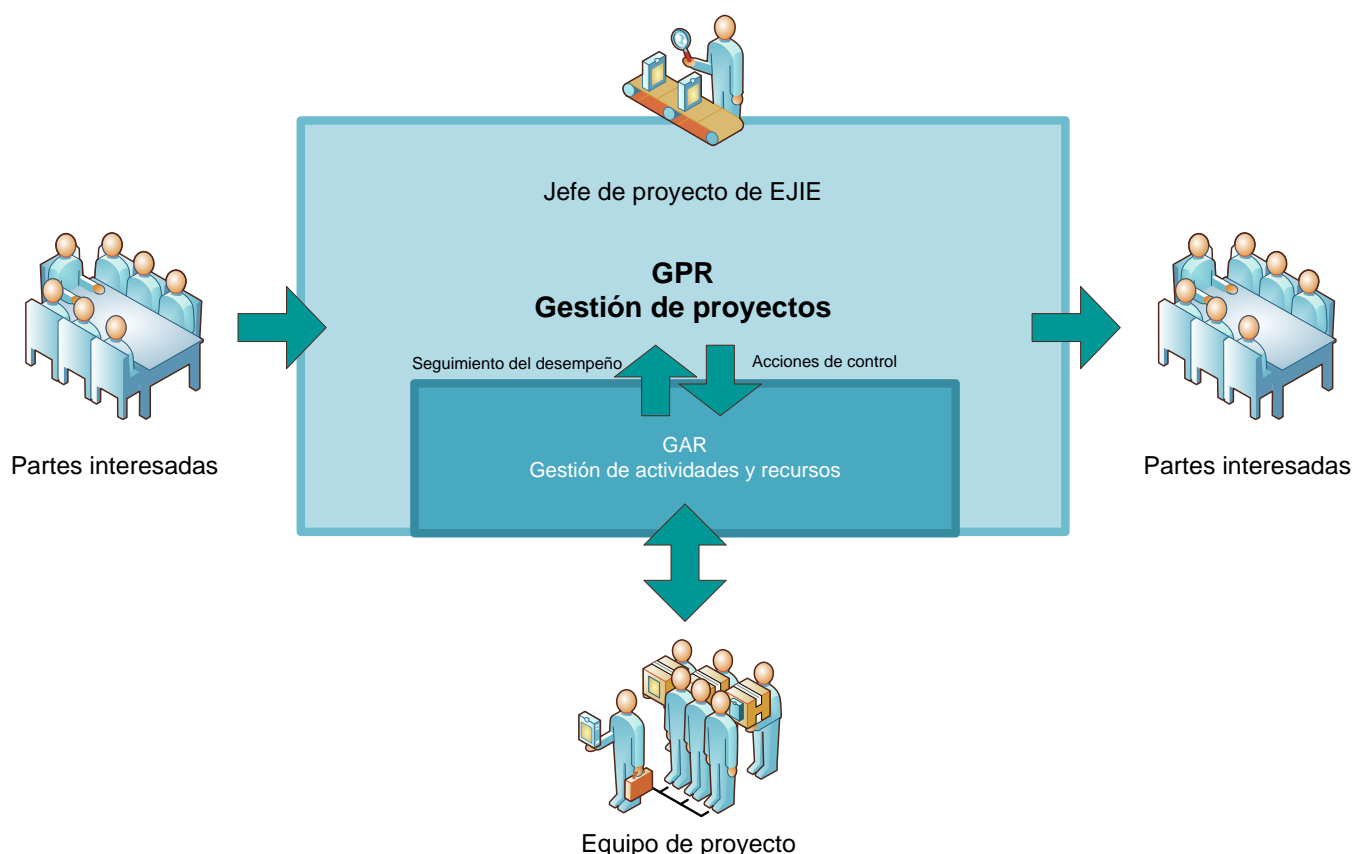 Jefe de proyecto de EJIE
GPR
Gestión de proyectos
Seguimiento del desempeño
Acciones de control
GAR
Gestión de actividades y recursos
Partes interesadas
Partes interesadas
Equipo de proyecto